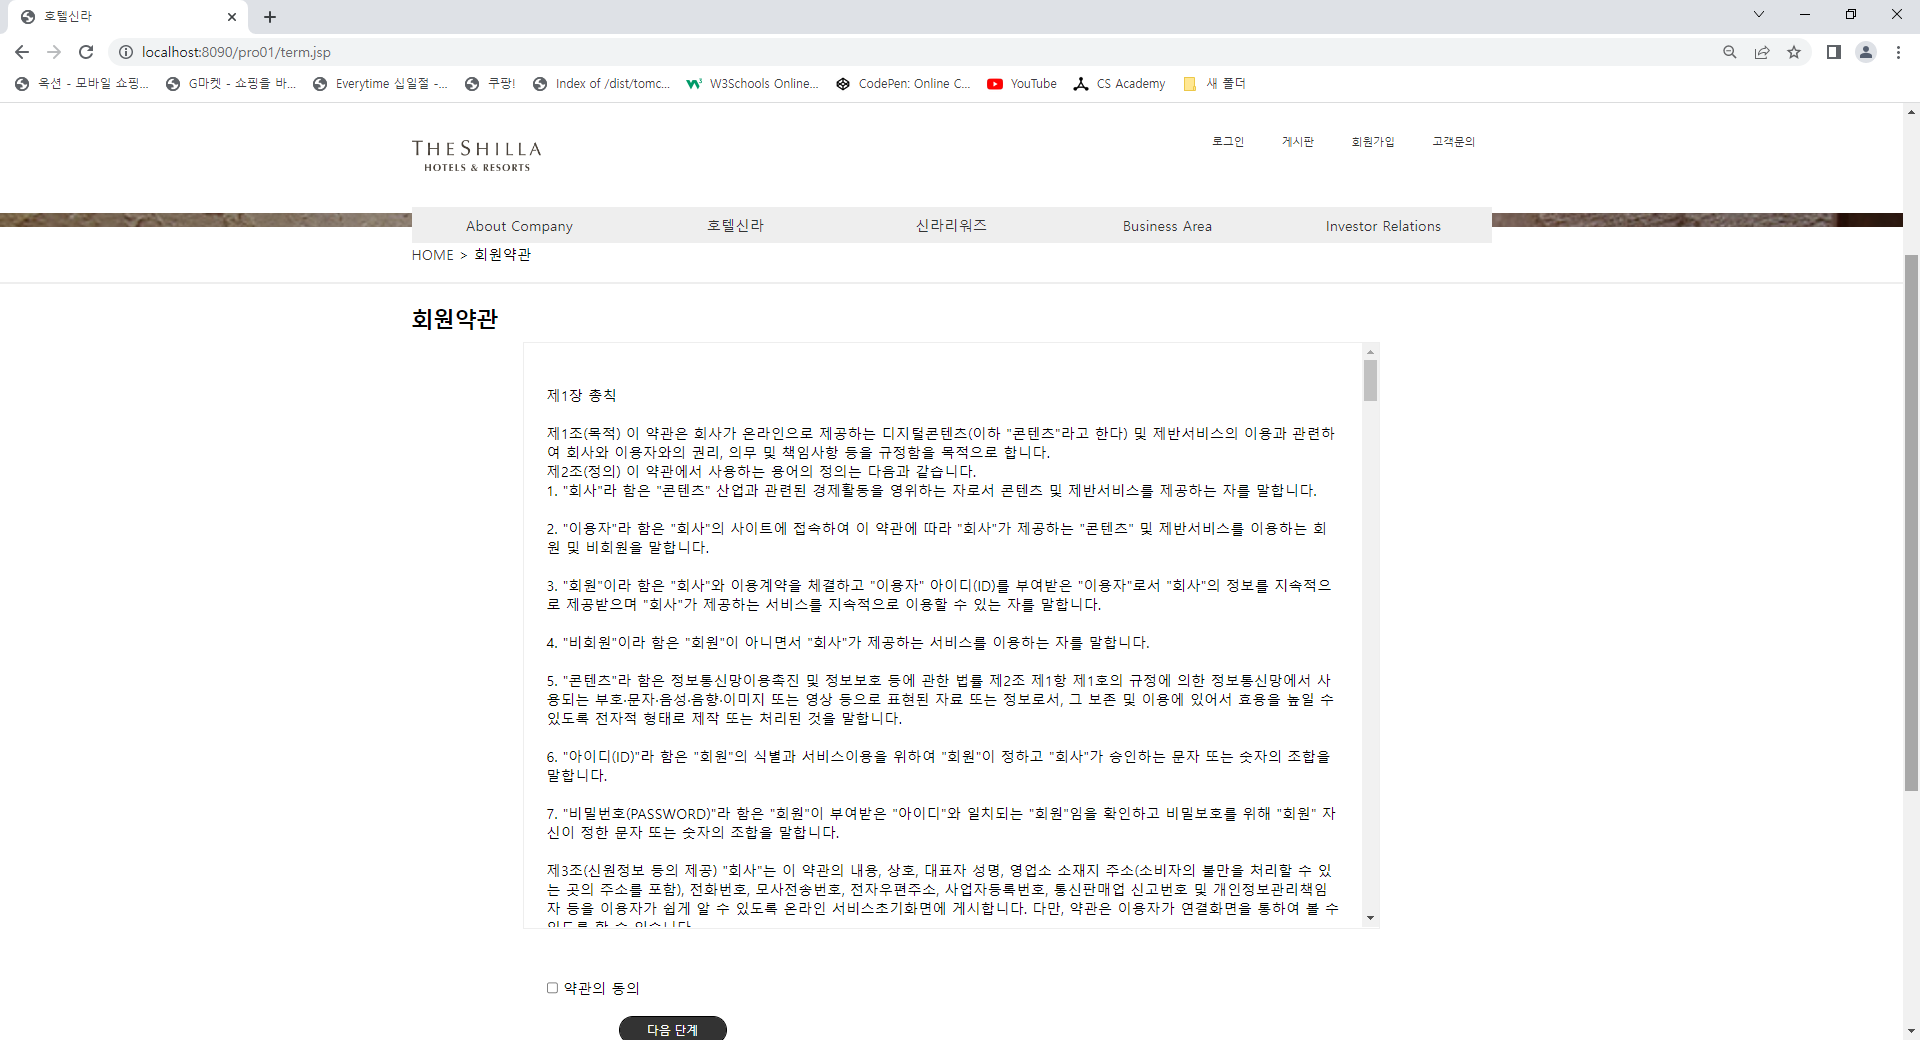 호텔신라
localhost:8090/pro01/term.jsp
옥션 - 모바일 쇼핑...
G마켓 - 쇼핑을 바...
Everytime 십일절 -...
쿠팡!
Index of /dist/tomc...
W3Schools Online...
CodePen: Online C...
YouTube
CS Academy
새 폴더
THE SHILLA
HOTELS & RESORTS
로그인
게시판
회원가입
고객문의
About Company
호텔신라
신라리워즈
Business Area
Investor Relations
HOME > 회원약관
회원약관
제1장 총칙
제1조(목적) 이 약관은 회사가 온라인으로 제공하는 디지털콘텐츠(이하 "콘텐츠"라고 한다) 및 제반서비스의 이용과 관련하
여 회사와 이용자와의 권리, 의무 및 책임사항 등을 규정함을 목적으로 합니다.
제2조(정의) 이 약관에서 사용하는 용어의 정의는 다음과 같습니다.
1. "회사"라 함은 "콘텐츠" 산업과 관련된 경제활동을 영위하는 자로서 콘텐츠 및 제반서비스를 제공하는 자를 말합니다.
2. "이용자"라 함은 "회사"의 사이트에 접속하여 이 약관에 따라 "회사"가 제공하는 "콘텐츠" 및 제반서비스를 이용하는 회
원 및 비회원을 말합니다.
3. "회원"이라 함은 "회사"와 이용계약을 체결하고 "이용자" 아이디(ID)를 부여받은 "이용자"로서 "회사"의 정보를 지속적으
로 제공받으며 "회사"가 제공하는 서비스를 지속적으로 이용할 수 있는 자를 말합니다.
4. "비회원"이라 함은 "회원"이 아니면서 "회사"가 제공하는 서비스를 이용하는 자를 말합니다.
5. "콘텐츠"라 함은 정보통신망이용촉진 및 정보보호 등에 관한 법률 제2조 제1항 제1호의 규정에 의한 정보통신망에서 사
용되는 부호·문자·음성·음향·이미지 또는 영상 등으로 표현된 자료 또는 정보로서, 그 보존 및 이용에 있어서 효용을 높일 수
있도록 전자적 형태로 제작 또는 처리된 것을 말합니다.
6. "아이디(ID)"라 함은 "회원"의 식별과 서비스이용을 위하여 "회원"이 정하고 "회사"가 승인하는 문자 또는 숫자의 조합을
말합니다.
7. "비밀번호(PASSWORD)"라 함은 "회원"이 부여받은 "아이디"와 일치되는 "회원"임을 확인하고 비밀보호를 위해 "회원" 자
신이 정한 문자 또는 숫자의 조합을 말합니다.
제3조(신원정보 등의 제공) "회사"는 이 약관의 내용, 상호, 대표자 성명, 영업소 소재지 주소(소비자의 불만을 처리할 수 있
는 곳의 주소를 포함), 전화번호, 모사전송번호, 전자우편주소, 사업자등록번호, 통신판매업 신고번호 및 개인정보관리책임
자 등을 이용자가 쉽게 알 수 있도록 온라인 서비스초기화면에 게시합니다. 다만, 약관은 이용자가 연결화면을 통하여 볼 수
있도록 할 수 있습니다.
약관의 동의
다음 단계